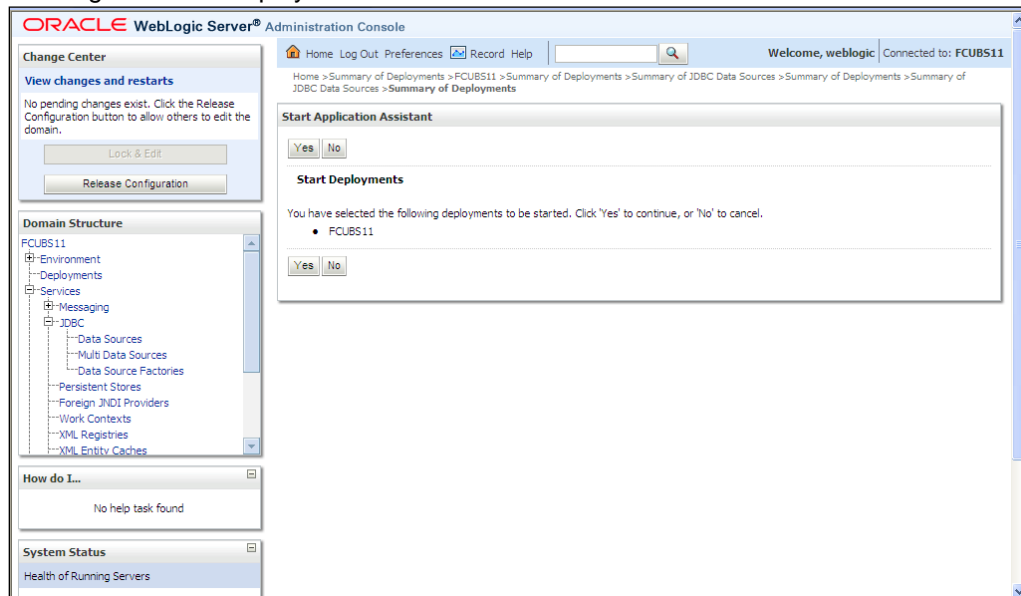 ORACLE WebLogic Server® Administration Console
Change Center
View changes and restarts
No pending changes exist. Click the Release
Configuration button to allow others to edit the
domain.
Lock & Edit
Release Configuration
Domain Structure
FCUBS11
Environment
Deployments
Services
Messaging
JDBC
Data Sources
Multi Data Sources
Data Source Factories
Persistent Stores
Foreign JNDI Providers
Work Contexts
XML Registries
XML Entity Caches
How do I...
No help task found
System Status
Health of Running Servers
Home Log Out Preferences Record Help
Welcome, weblogic Connected to: FCUBS11
Home >Summary of Deployments >FCUBS11 >Summary of Deployments >Summary of JDBC Data Sources >Summary of Deployments >Summary of
JDBC Data Sources >Summary of Deployments
Start Application Assistant
Yes No
Start Deployments
You have selected the following deployments to be started. Click 'Yes' to continue, or 'No' to cancel.
• FCUBS11
Yes No